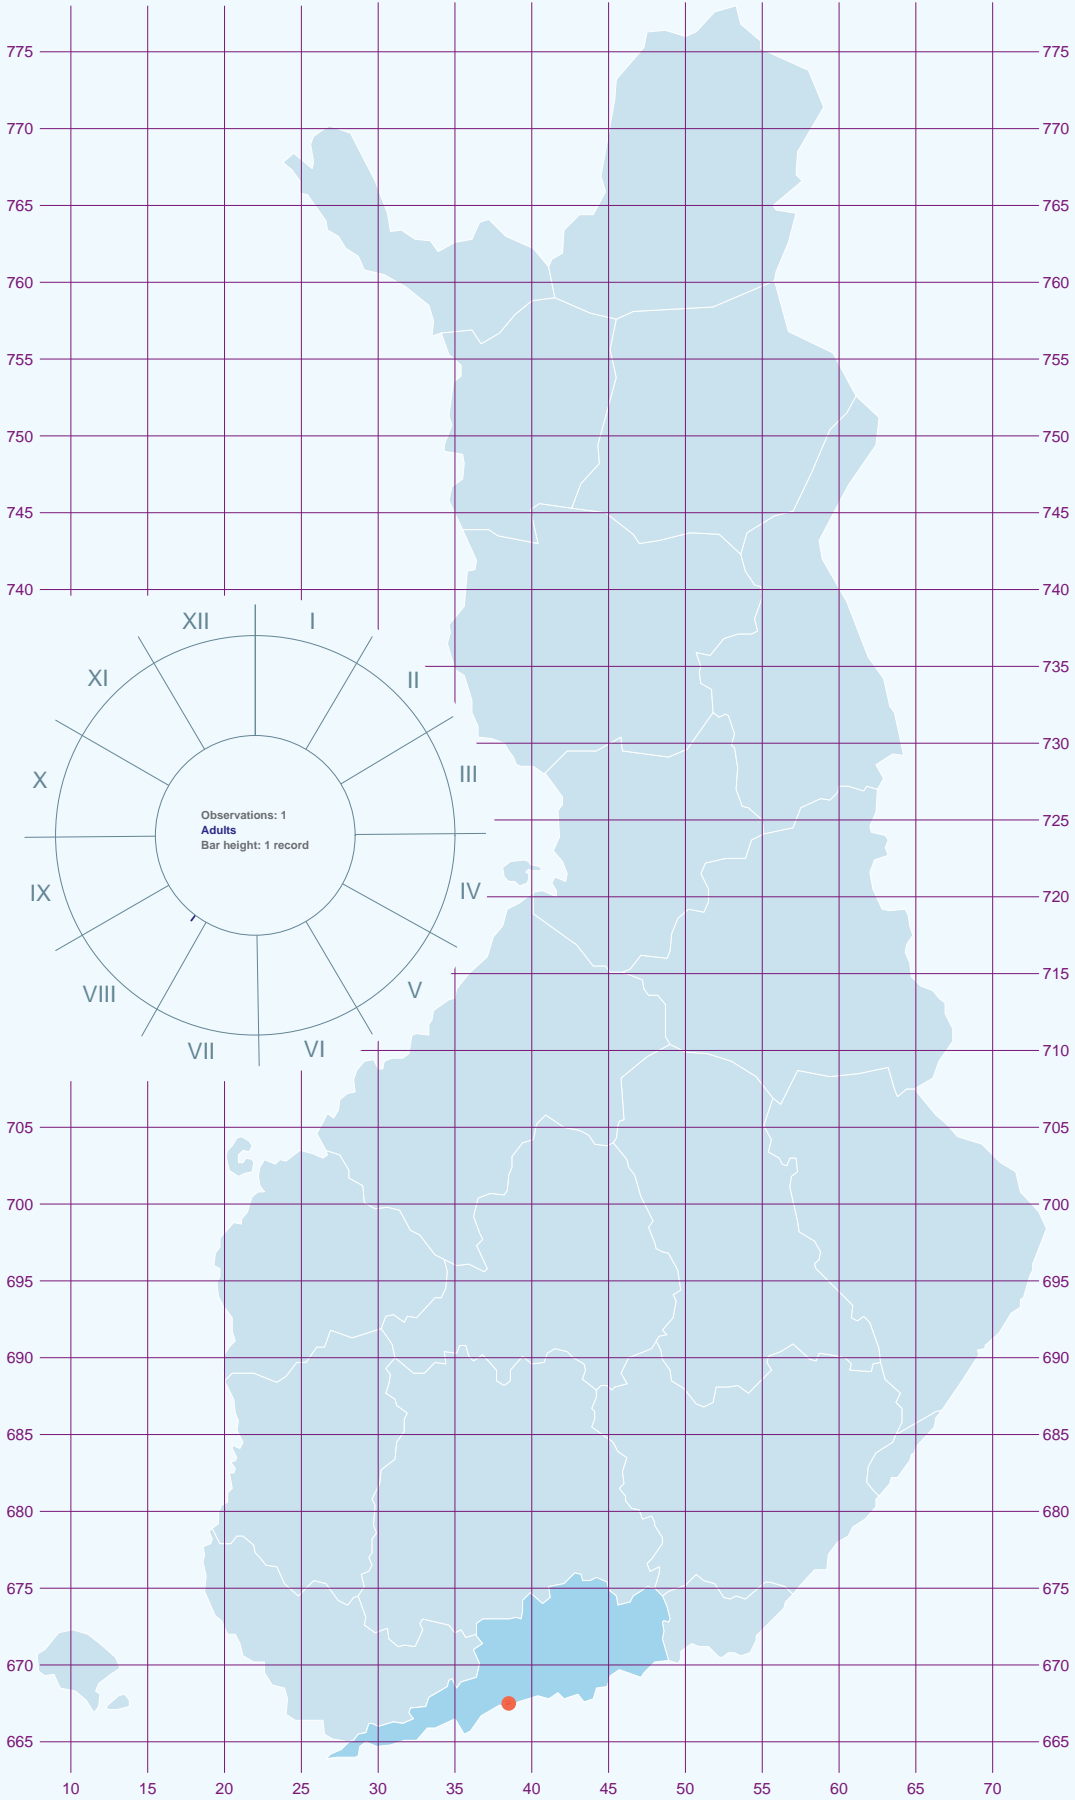 775 775
770 770
765 765
760 760
755 755
750 750
745 745
740 740
XII I
XI II
735
730
X III
Observations: 1
Adults
Bar height: 1 record
725
IX IV
720
VIII V
715
VII VI
710
705 705
700 700
695 695
690 690
685 685
680 680
675 675
670 670
665 665
10 15 20 25 30 35 40 45 50 55 60 65 70